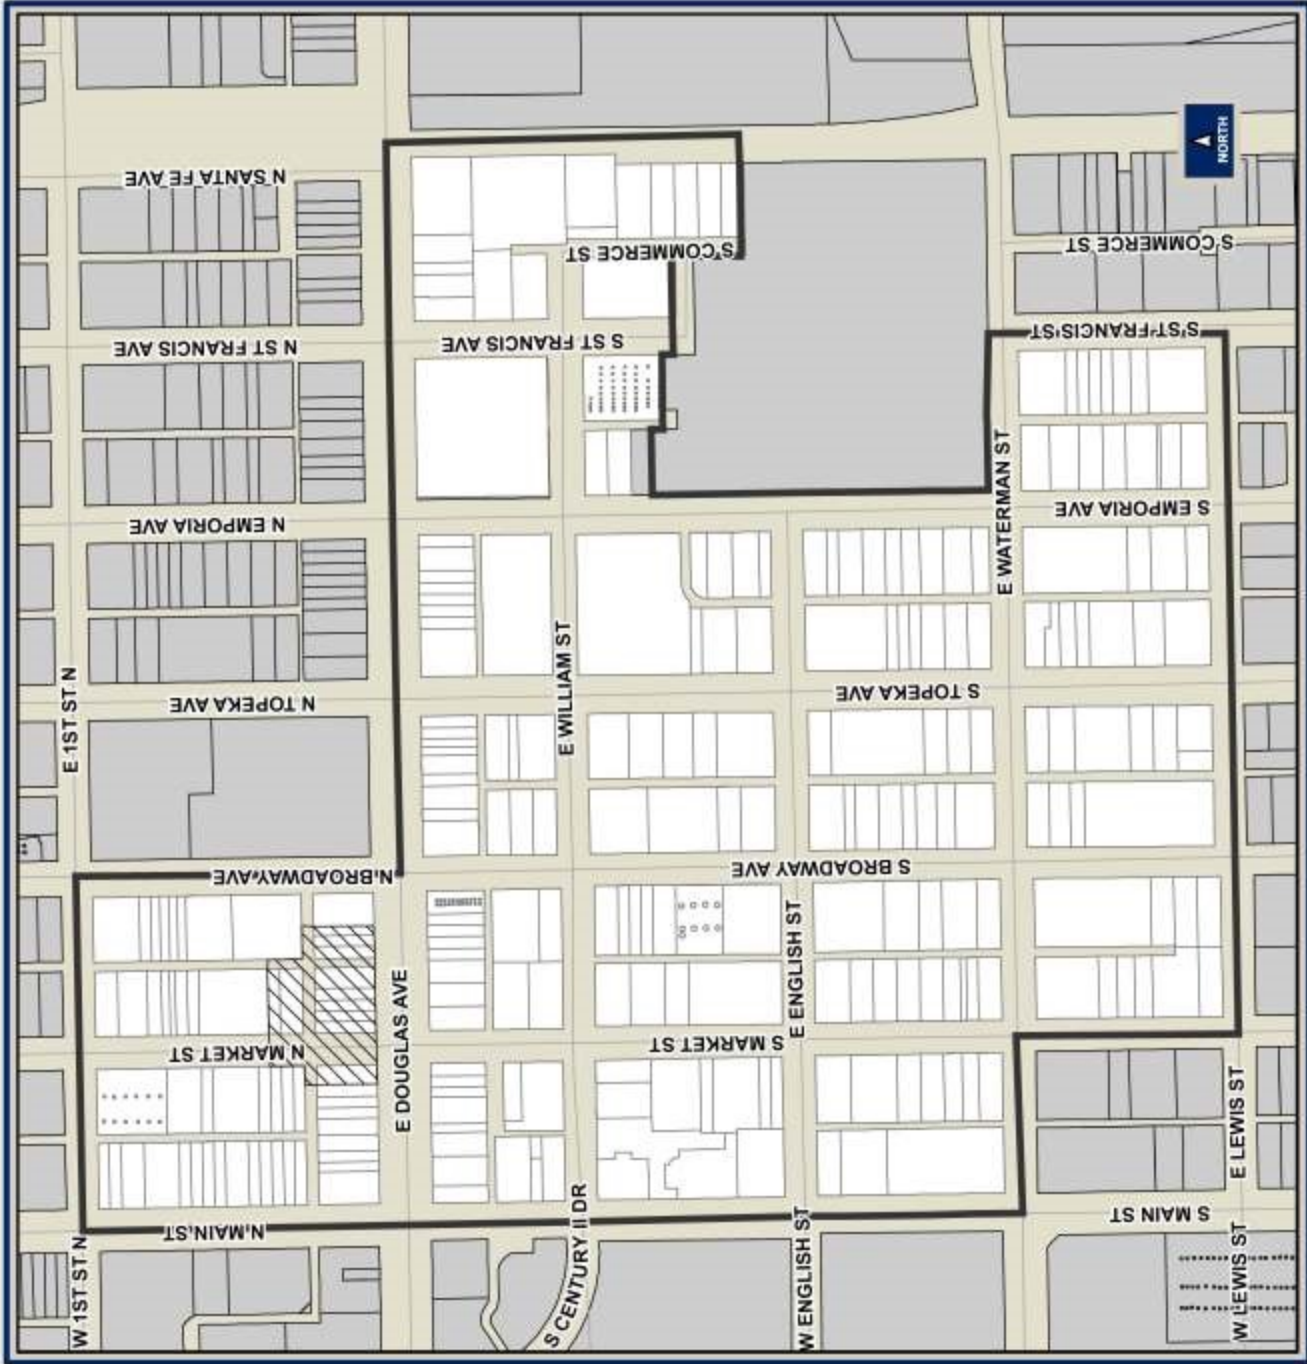 NORTH
N SANTA FE AVE
S COMMERCE ST
S COMMERCE ST
N ST FRANCIS AVE
S ST FRANCIS AVE
S ST FRANCIS ST
N EMPORIA AVE
S EMPORIA AVE
E WATERMAN ST
E 1ST ST N
N TOPEKA AVE
E WILLIAM ST
S TOPEKA AVE
N BROADWAY AVE
S BROADWAY AVE
E DOUGLAS AVE
E ENGLISH ST
N MARKET ST
S MARKET ST
E LEWIS ST
N MAIN ST
S MAIN ST
W 1ST ST N
S CENTURY II DR
W ENGLISH ST
W LEWIS ST